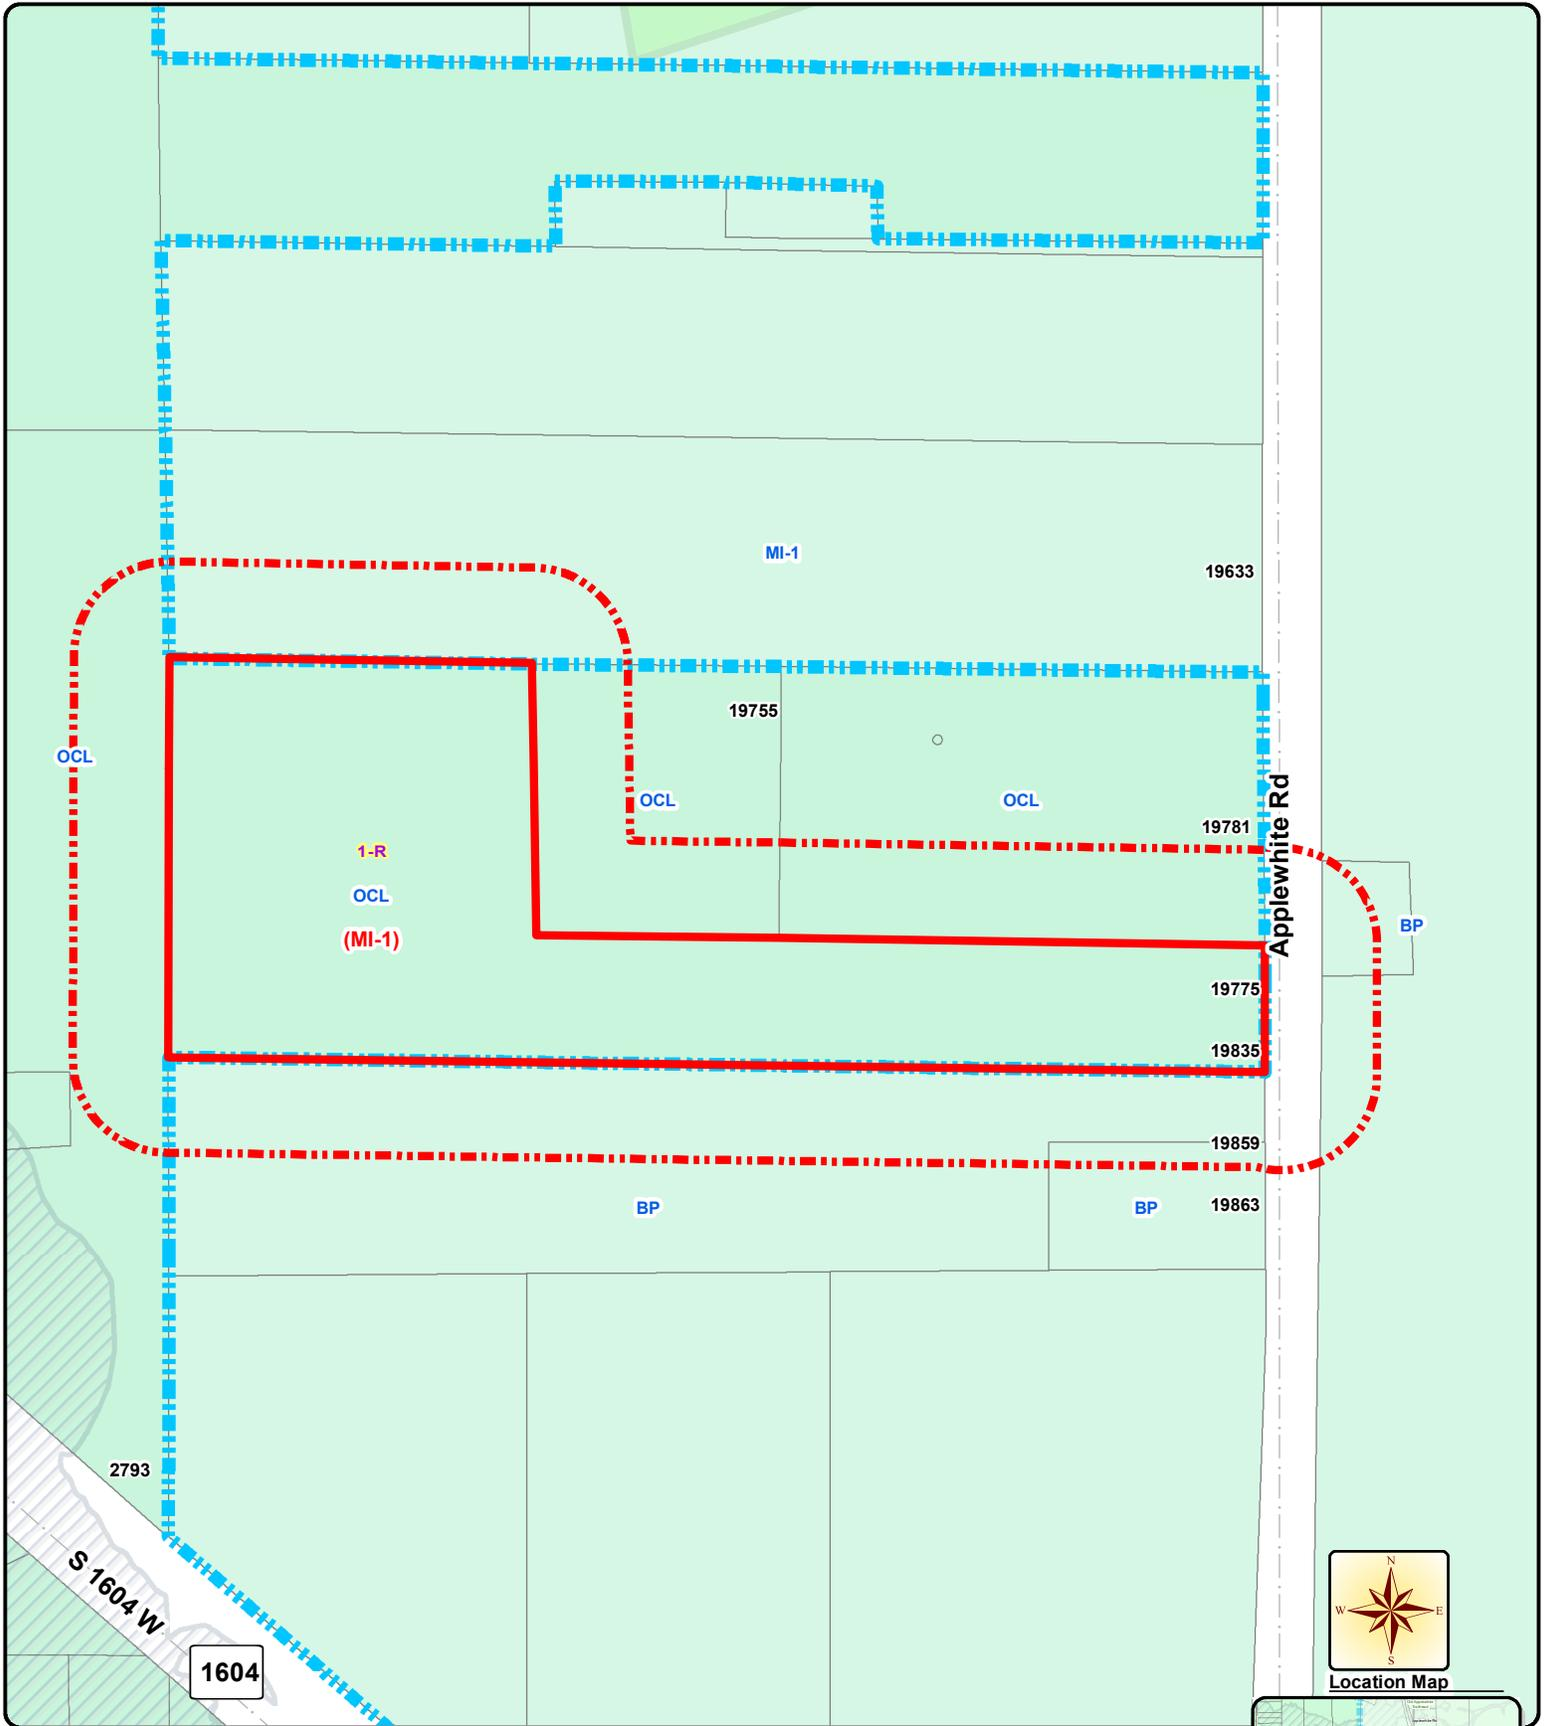 MI-1
19633
19755
OCL
OCL
OCL
19781
Applewhite Rd
1-R
OCL
(MI-1)
BP
19775
19835
19859
BP
BP
19863
2793
S 1604 W
1604
N
W
E
S
Location Map